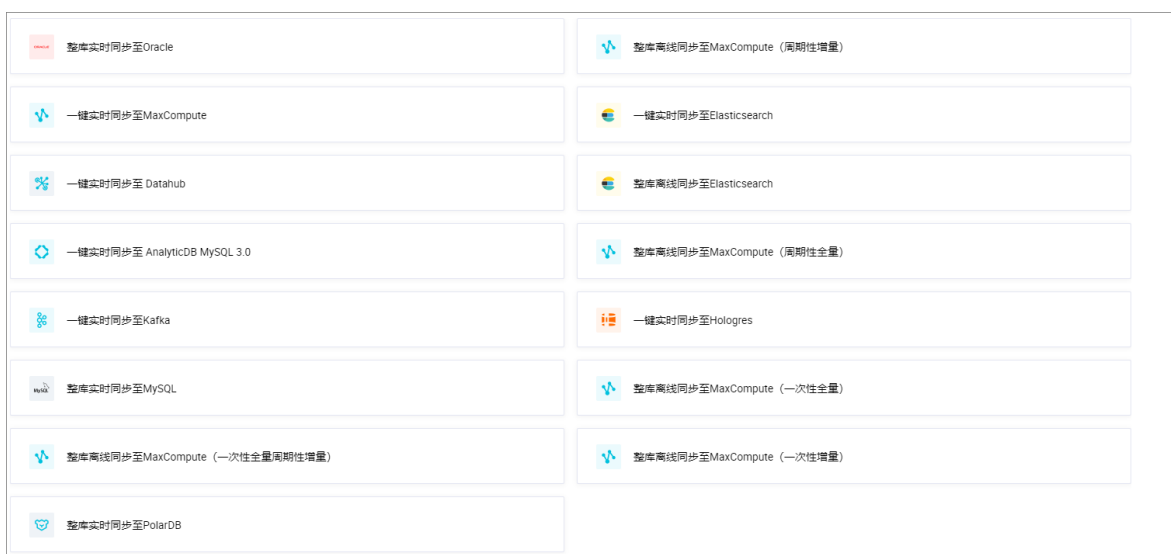 ORACLE 整库实时同步至Oracle
整库离线同步至MaxCompute（周期性增量）
一键实时同步至MaxCompute
一键实时同步至Elasticsearch
一键实时同步至 Datahub
整库离线同步至Elasticsearch
一键实时同步至 AnalyticDB MySQL 3.0
整库离线同步至MaxCompute（周期性全量）
一键实时同步至Kafka
一键实时同步至Hologres
MySQL 整库实时同步至MySQL
整库离线同步至MaxCompute（一次性全量）
整库离线同步至MaxCompute（一次性全量周期性增量）
整库离线同步至MaxCompute（一次性增量）
整库实时同步至PolarDB